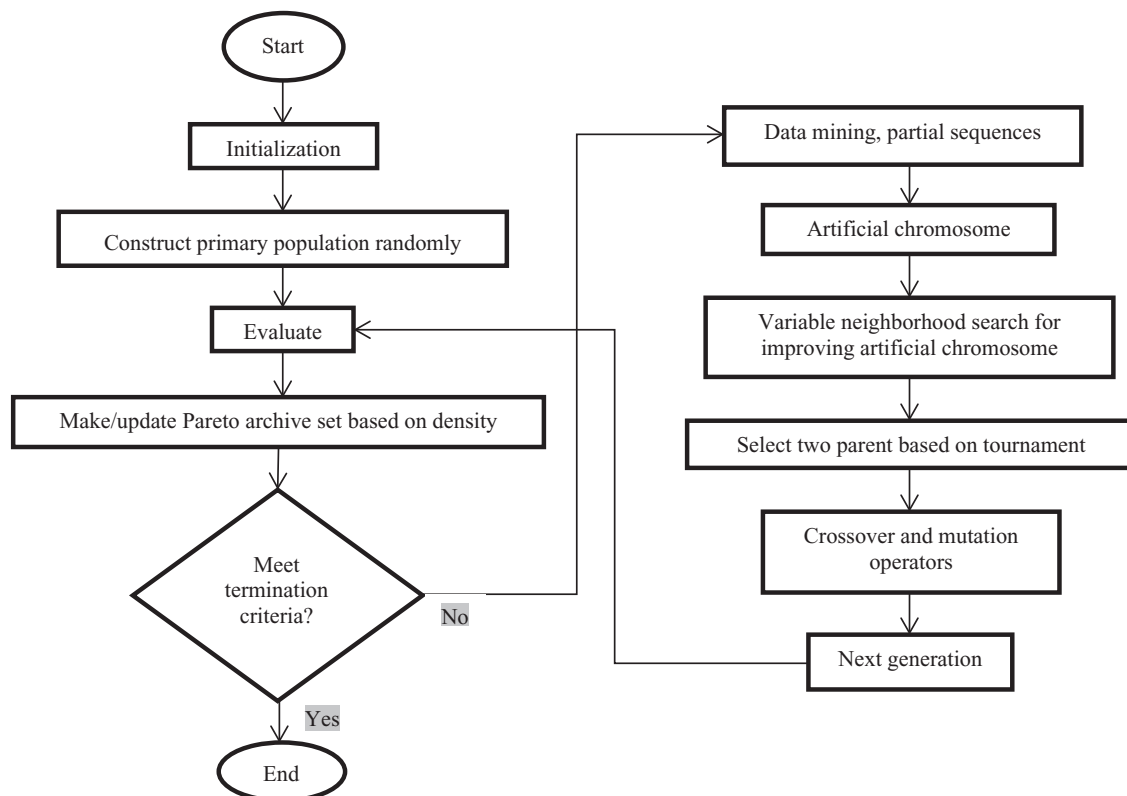 Start
Initialization
Construct primary population randomly
Evaluate
Make/update Pareto archive set based on density
Meet
termination
criteria?
No
Yes
End
Data mining, partial sequences
Artificial chromosome
Variable neighborhood search for
improving artificial chromosome
Select two parent based on tournament
Crossover and mutation
operators
Next generation